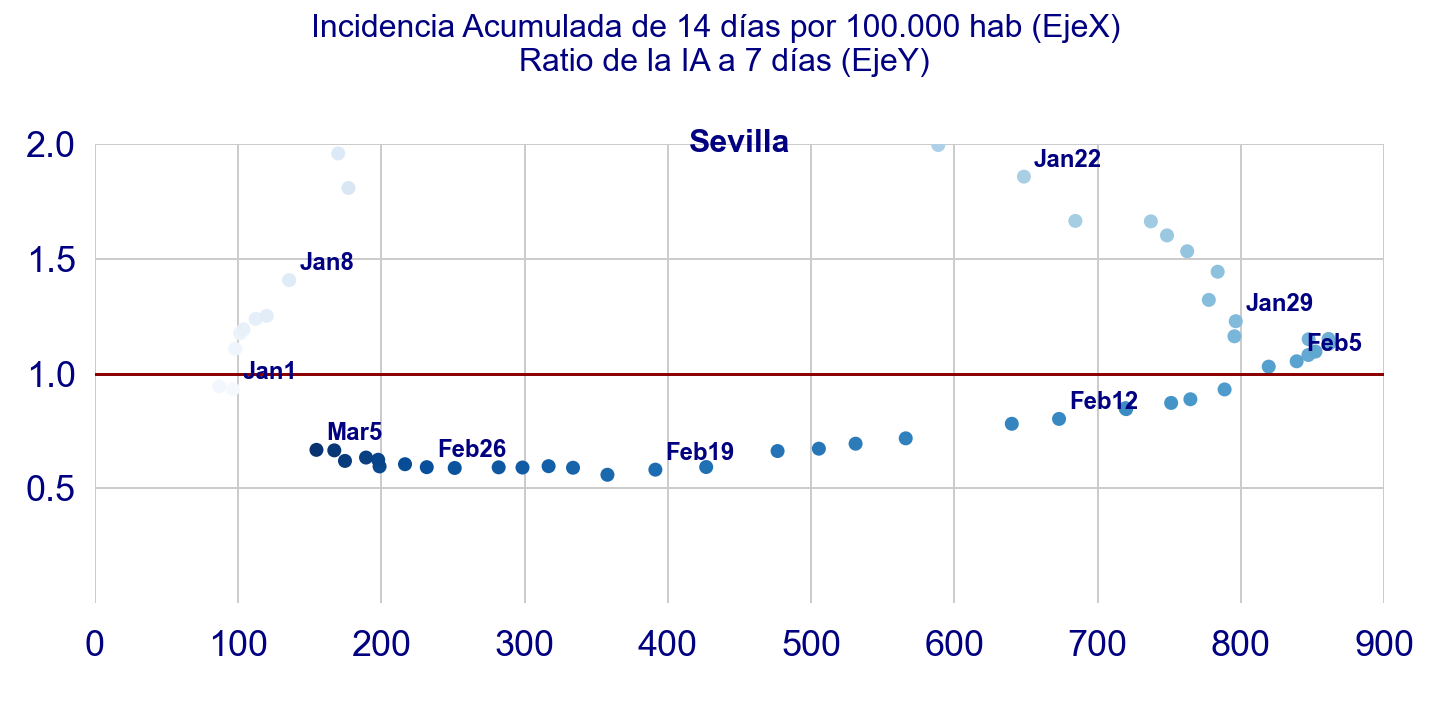 Incidencia Acumulada de 14 días por 100.000 hab (EjeX)
Ratio de la IA a 7 días (EjeY)
Sevilla
2.0
Jan22
1.5
Jan8
Jan29
Feb5
1.0
Jan1
Feb12
Mar5
Feb26
Feb19
0.5
0 100 200 300 400 500 600 700 800 900